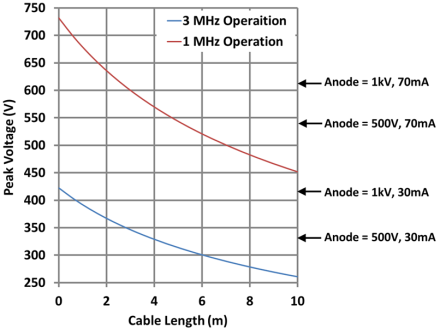 750
700
650
600
550
500
450
400
350
300
250
Peak Voltage (V)
3 MHz Operaition
1 MHz Operation
Anode = 1kV, 70mA
Anode = 500V, 70mA
Anode = 1kV, 30mA
Anode = 500V, 30mA
0 2 4 6 8 10
Cable Length (m)